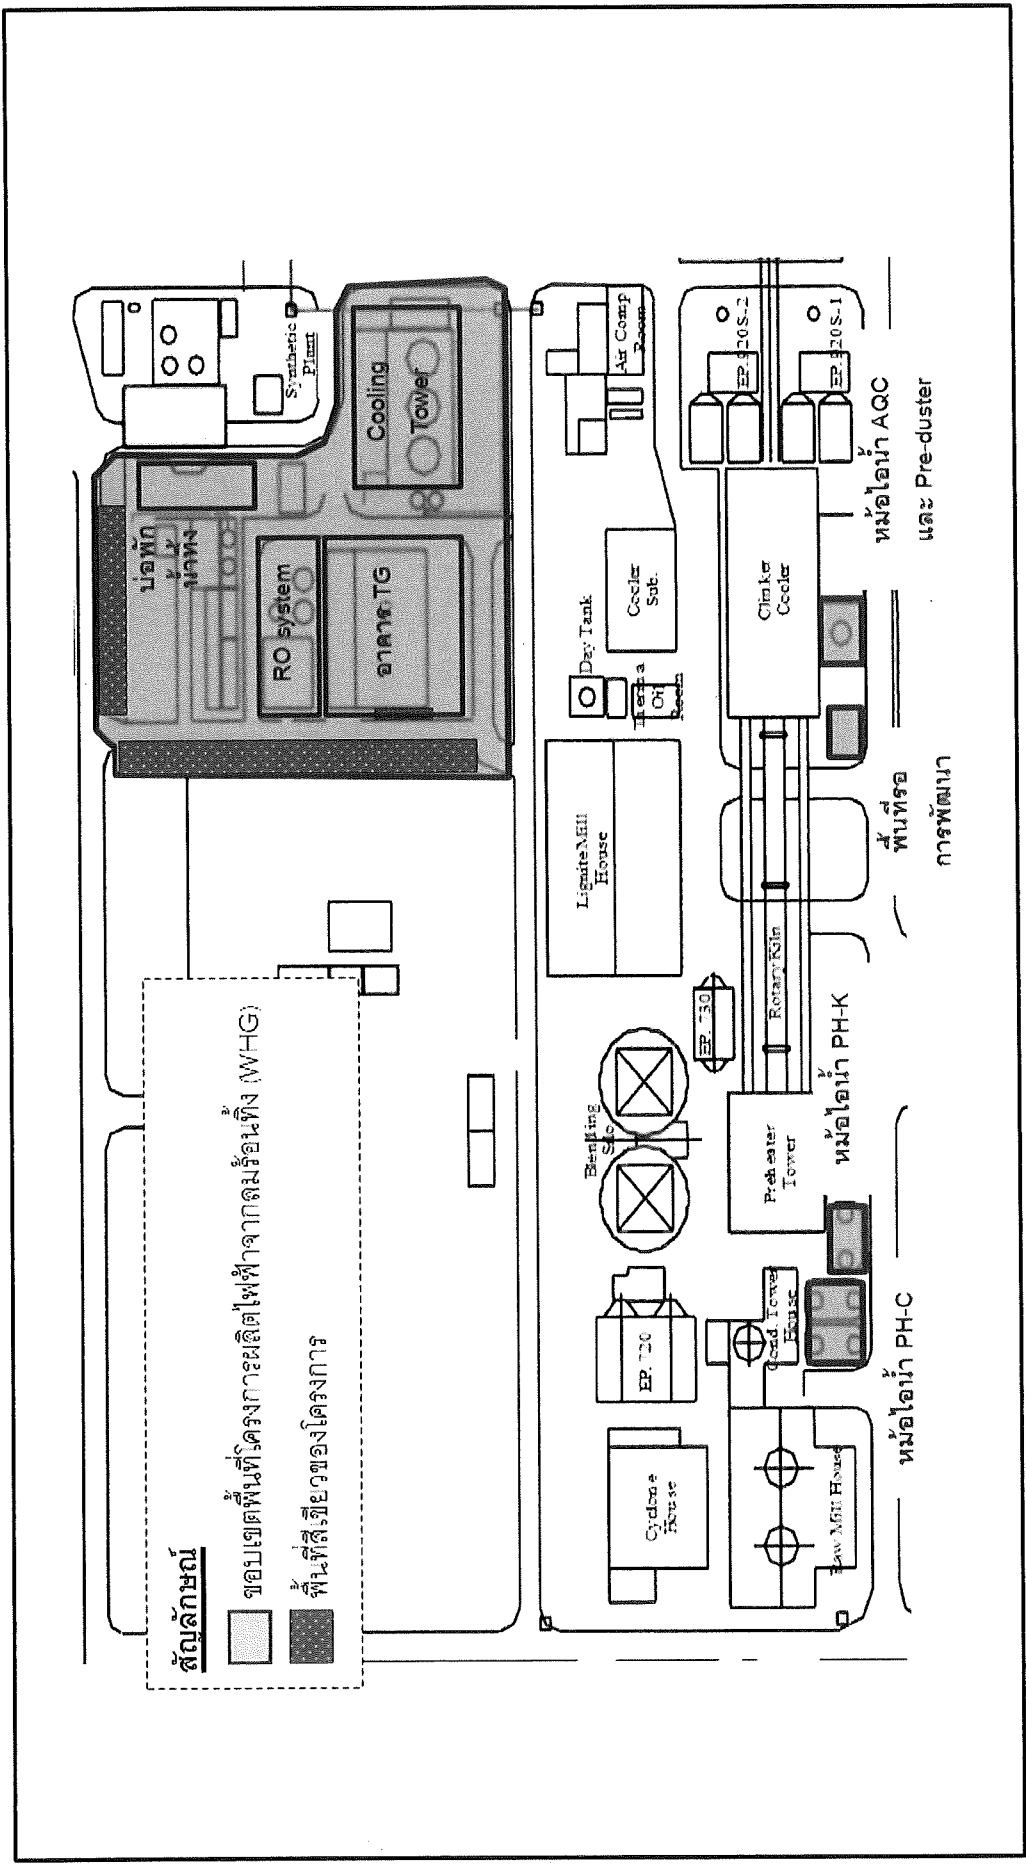 สัญลักษณ์
ขอบเขตพื้นที่โครงการผลิตไฟฟ้าจากลมร้อนทิ้ง (WHG)
พื้นที่สีเขียวของโครงการ
บ่อพัก
น้ำทิ้ง
Synthetic
Plant
RO system
อาคาร TG
Cooling
Tower
Cyclone
House
EP.720
Blending
Silo
Lignite Mill
House
Day Tank
Oil
Room
Cooler
Sub.
Air Comp
Room
EP.730
Raw Mill House
Cond. Tower
House
Preheater
Tower
Rotary Kiln
Clinker
Cooler
EP.920S-2
EP.920S-1
หม้อไอน้ำ PH-C
หม้อไอน้ำ PH-K
พื้นที่รอ
การพัฒนา
หม้อไอน้ำ AQC
และ Pre-duster